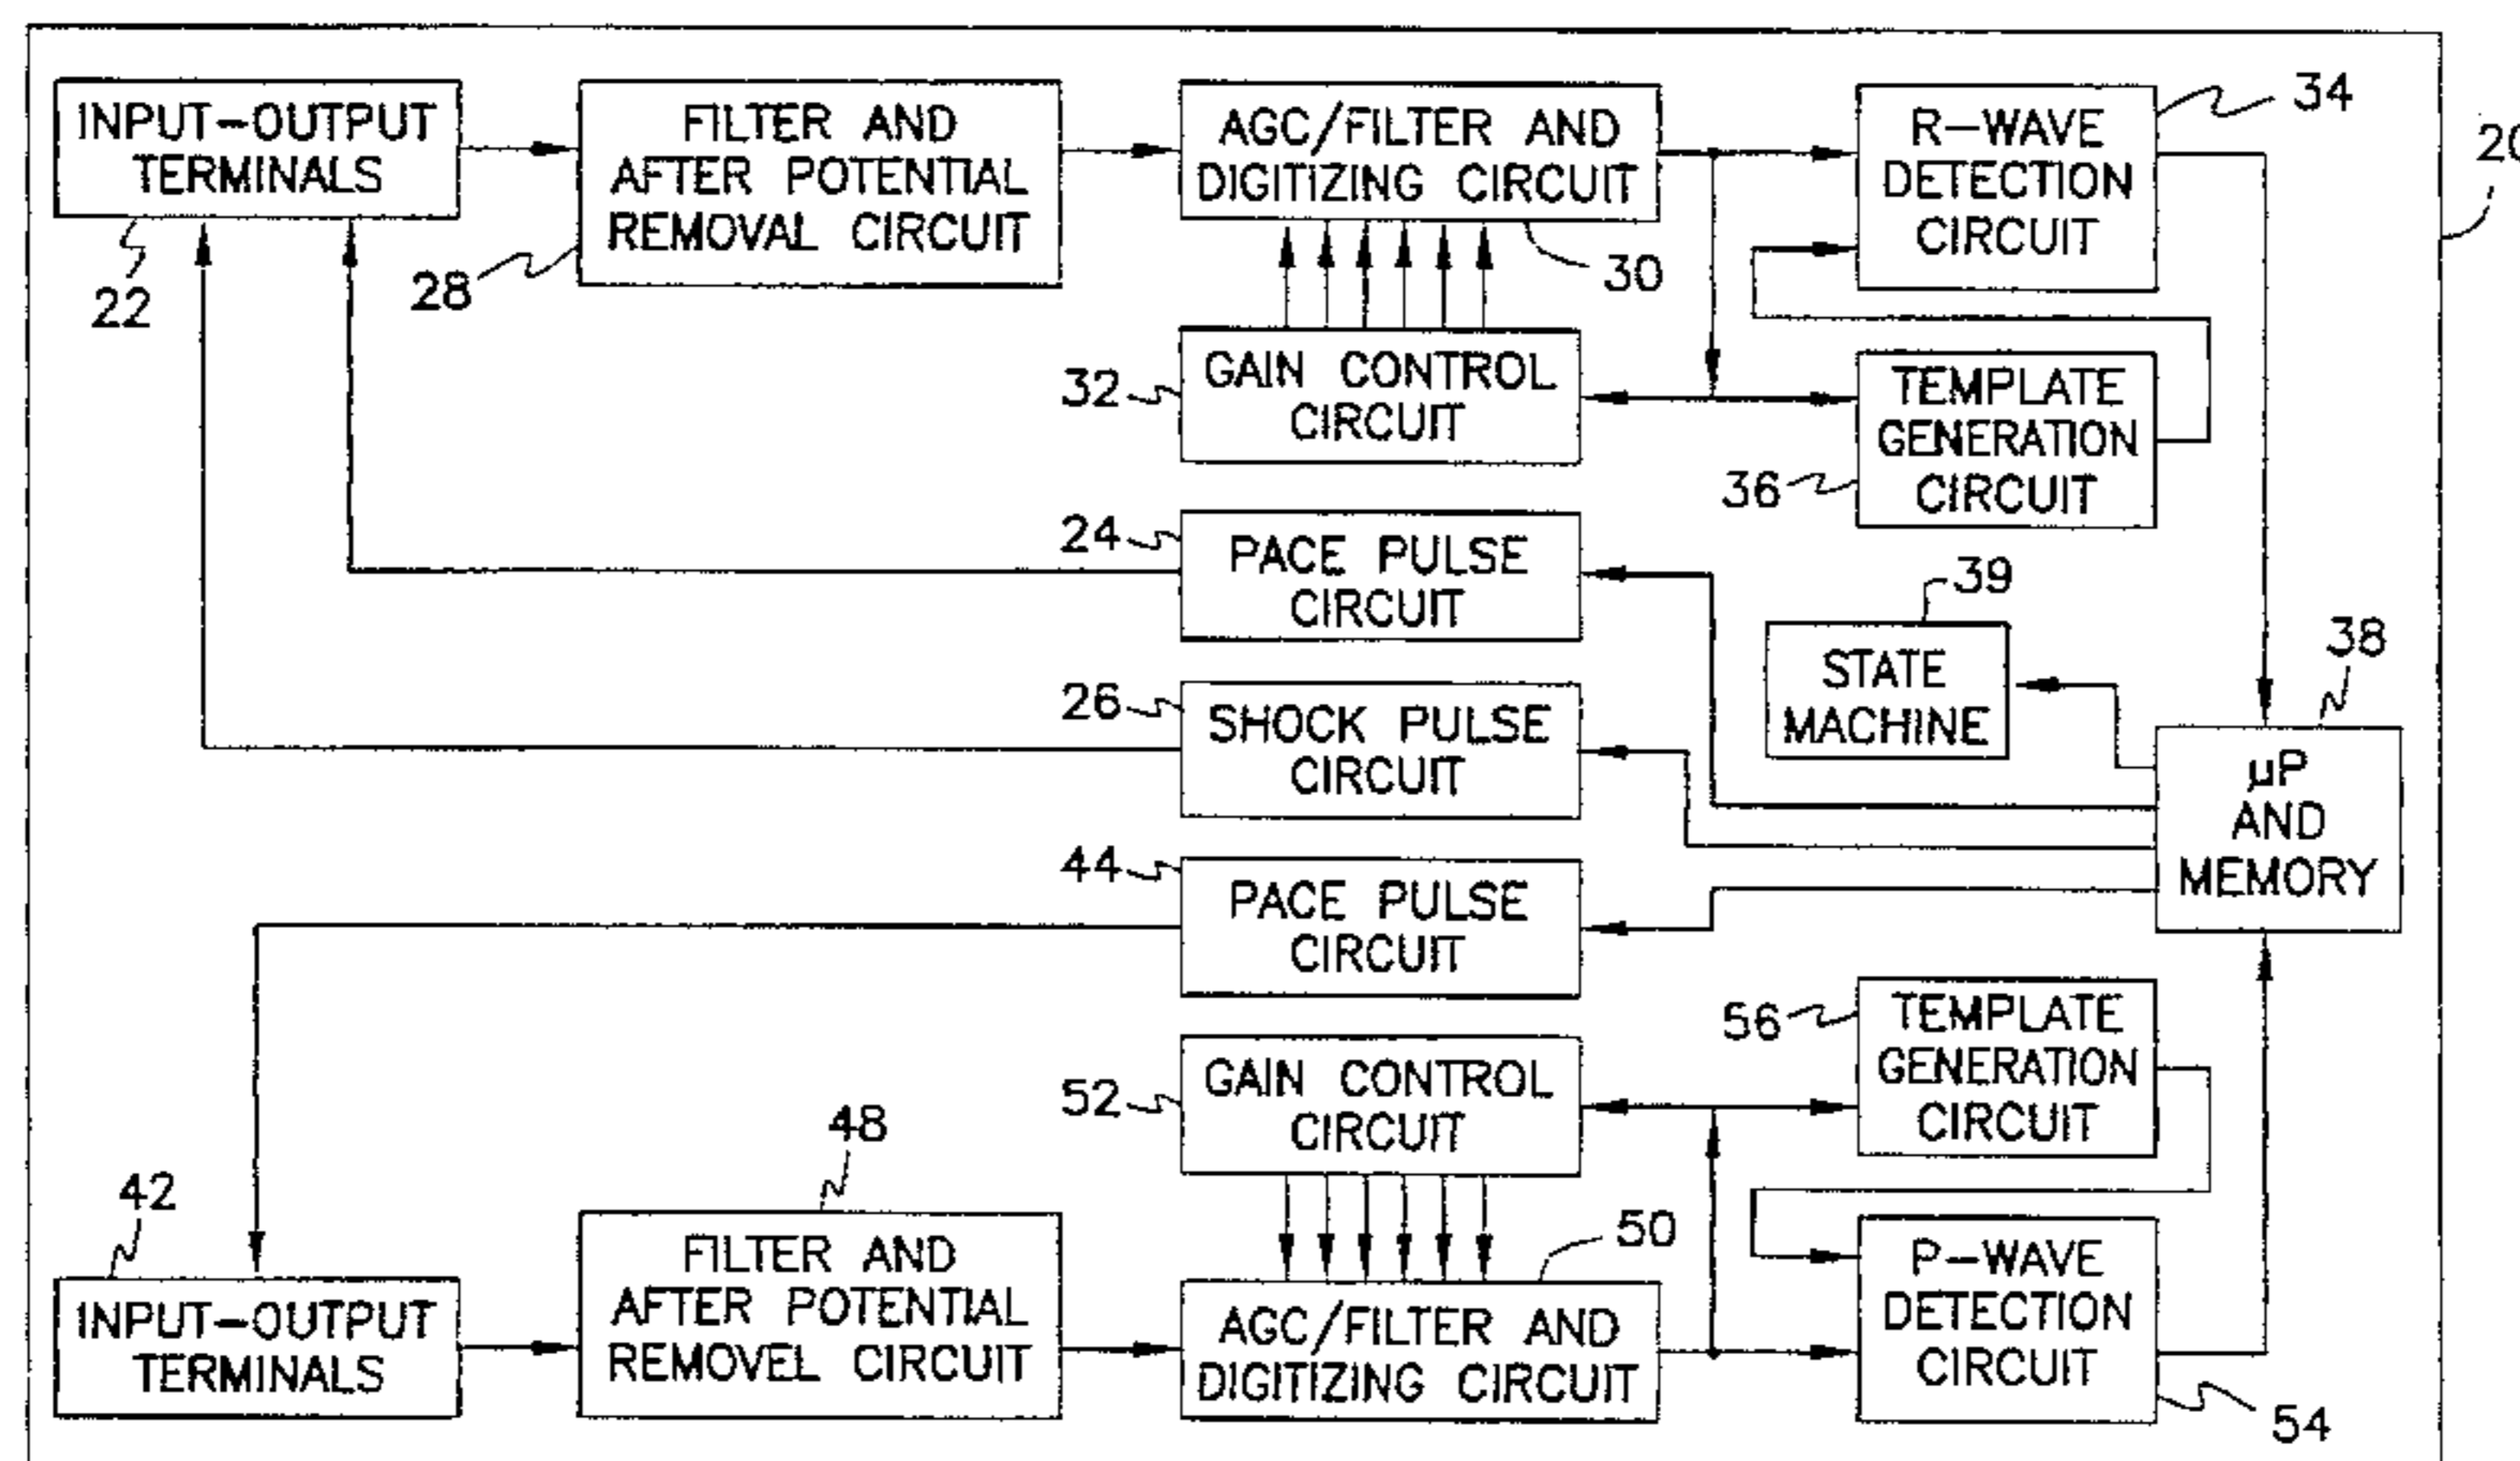 INPUT-OUTPUT
TERMINALS
22
FILTER AND
AFTER POTENTIAL
REMOVAL CIRCUIT
28
AGC/FILTER AND
DIGITIZING CIRCUIT
30
R-WAVE
DETECTION
CIRCUIT
34
20
GAIN CONTROL
CIRCUIT
32
TEMPLATE
GENERATION
CIRCUIT
36
PACE PULSE
CIRCUIT
24
STATE
MACHINE
39
SHOCK PULSE
CIRCUIT
26
µP
AND
MEMORY
38
PACE PULSE
CIRCUIT
44
GAIN CONTROL
CIRCUIT
52
TEMPLATE
GENERATION
CIRCUIT
56
INPUT-OUTPUT
TERMINALS
42
FILTER AND
AFTER POTENTIAL
REMOVEL CIRCUIT
48
AGC/FILTER AND
DIGITIZING CIRCUIT
50
P-WAVE
DETECTION
CIRCUIT
54